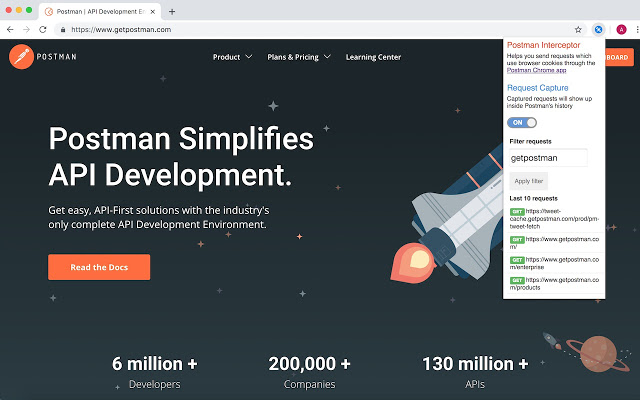 Postman | API Development En
https://www.getpostman.com
A
POSTMAN
Product
Plans & Pricing
Learning Center
BOARD
Postman Simplifies
API Development.
Get easy, API-First solutions with the industry's
only complete API Development Environment.
Read the Docs
6 million +
Developers
200,000 +
Companies
130 million +
APIs
Postman Interceptor
Helps you send requests which
use browser cookies through the
Postman Chrome app
Request Capture
Captured requests will show up
inside Postman's history
ON
Filter requests
getpostman
Apply filter
Last 10 requests
GET https://tweet-
cache.getpostman.com/prod/pm-
tweet-fetch
GET https://www.getpostman.co
m/
GET https://www.getpostman.co
m/enterprise
GET https://www.getpostman.co
m/products